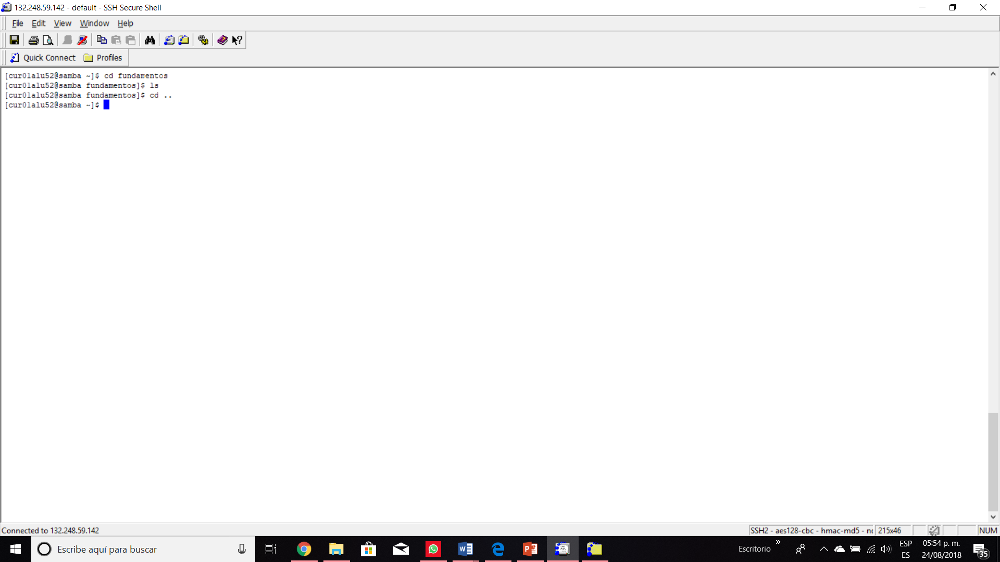 132.248.59.142 - default - SSH Secure Shell
File Edit View Window Help
Quick Connect Profiles
[cur01alu52@samba ~]$ cd fundamentos
[cur01alu52@samba fundamentos]$ ls
[cur01alu52@samba fundamentos]$ cd ..
[cur01alu52@samba ~]$
Connected to 132.248.59.142
SSH2 - aes128-cbc - hmac-md5 - 215x46 NUM
Escribe aquí para buscar
Escritorio
ESP
ES
05:54 p. m.
24/08/2018
35